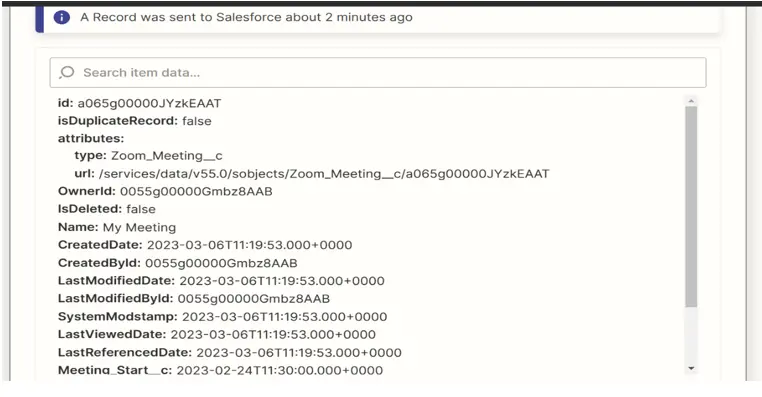 A Record was sent to Salesforce about 2 minutes ago
Search item data...
id: a065g00000JYzkEAAT
isDuplicateRecord: false
attributes:
type: Zoom_Meeting__c
url: /services/data/v55.0/sobjects/Zoom_Meeting__c/a065g00000JYzkEAAT
OwnerId: 0055g00000Gmbz8AAB
IsDeleted: false
Name: My Meeting
CreatedDate: 2023-03-06T11:19:53.000+0000
CreatedById: 0055g00000Gmbz8AAB
LastModifiedDate: 2023-03-06T11:19:53.000+0000
LastModifiedById: 0055g00000Gmbz8AAB
SystemModstamp: 2023-03-06T11:19:53.000+0000
LastViewedDate: 2023-03-06T11:19:53.000+0000
LastReferencedDate: 2023-03-06T11:19:53.000+0000
Meeting_Start__c: 2023-02-24T11:30:00.000+0000